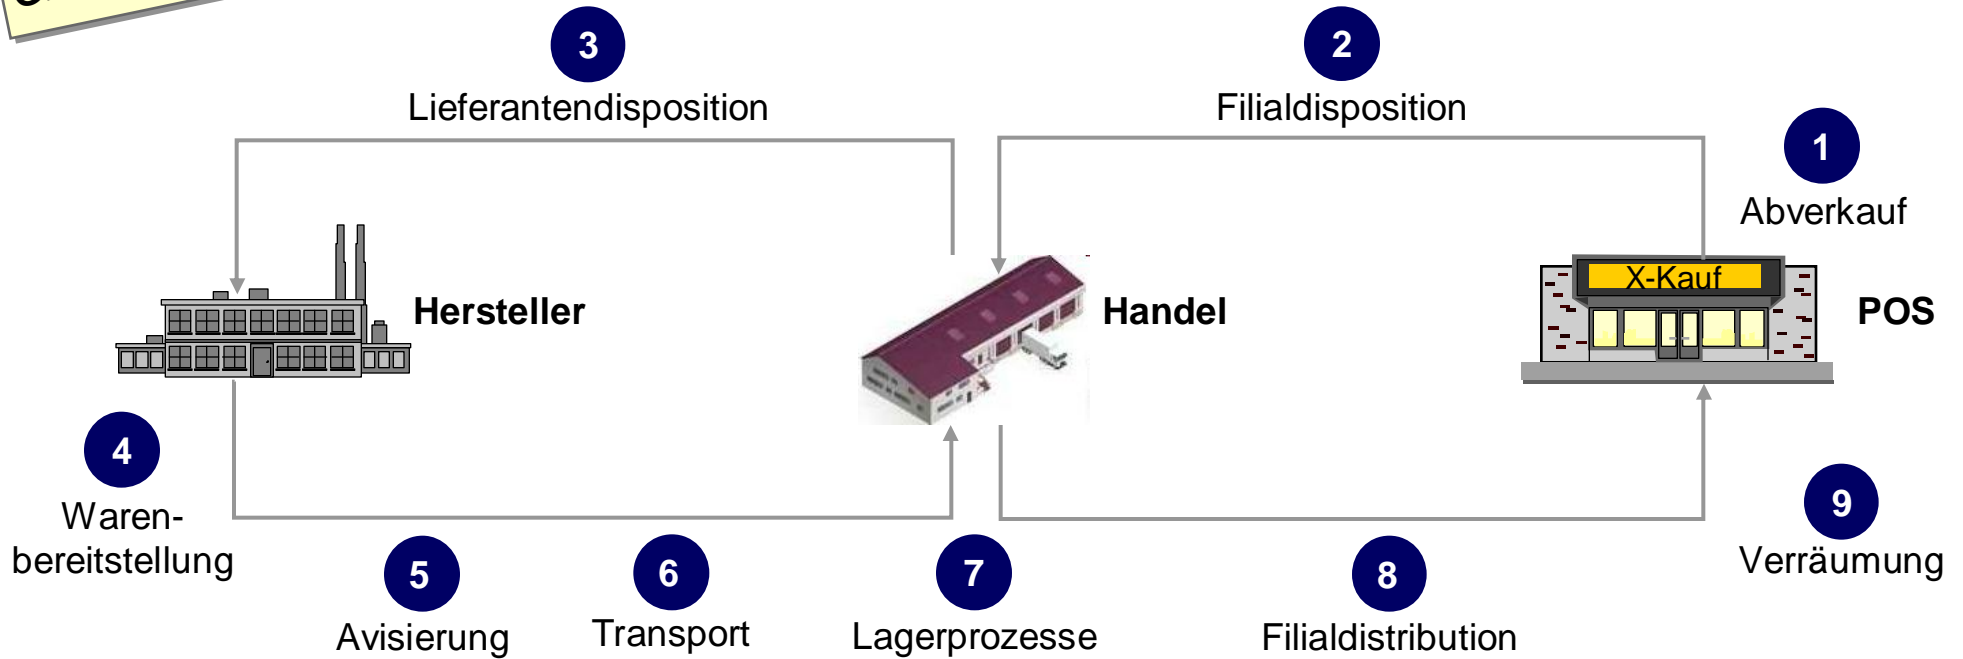 3
2
Lieferantendisposition
Filialdisposition
1
Abverkauf
X-Kauf
Hersteller
Handel
POS
4
Waren-
bereitstellung
9
Verräumung
5
6
7
8
Avisierung
Transport
Lagerprozesse
Filialdistribution